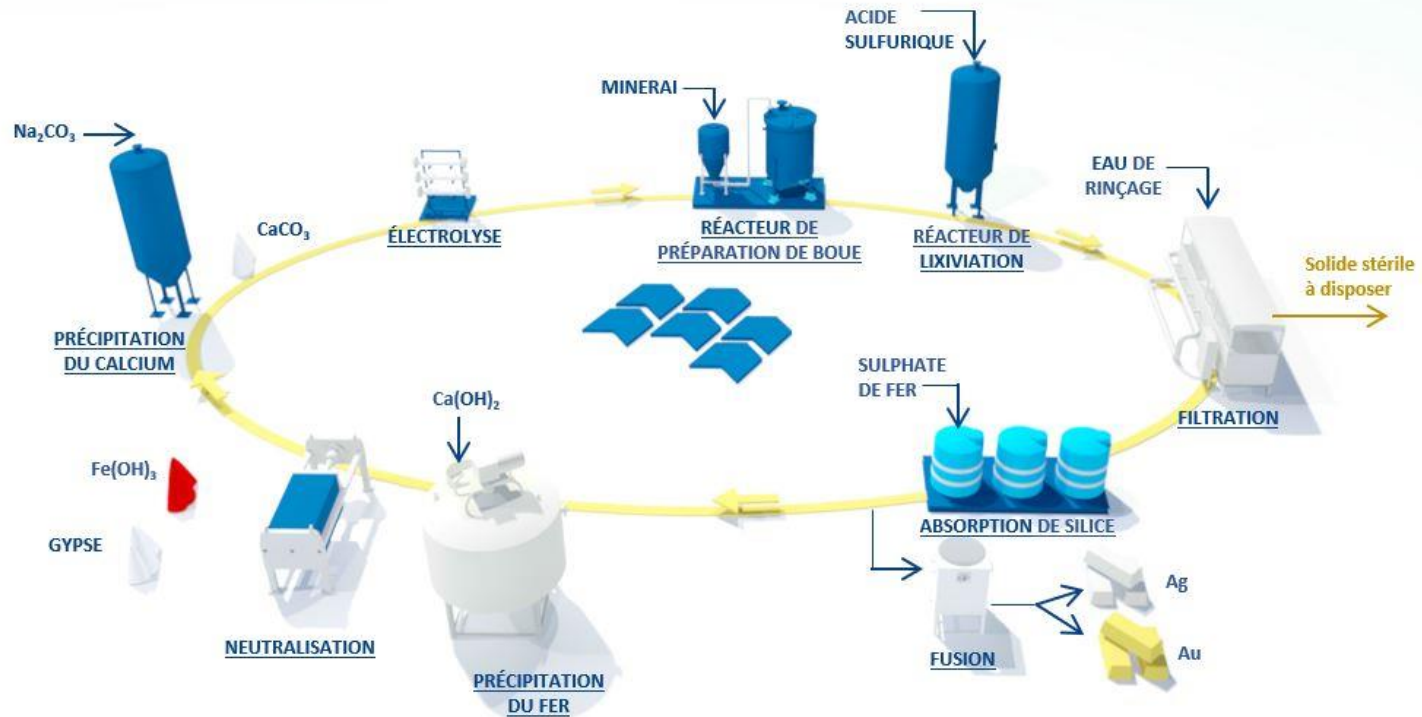 ACIDE
SULFURIQUE
MINERAI
Na₂CO₃
EAU DE
RINÇAGE
CaCO₃
ÉLECTROLYSE
RÉACTEUR DE
PRÉPARATION DE BOUE
RÉACTEUR DE
LIXIVIATION
Solide stérile
à disposer
PRÉCIPITATION
DU CALCIUM
SULPHATE
DE FER
Ca(OH)₂
FILTRATION
Fe(OH)₃
ABSORPTION DE SILICE
GYPSE
Ag
NEUTRALISATION
FUSION
Au
PRÉCIPITATION
DU FER